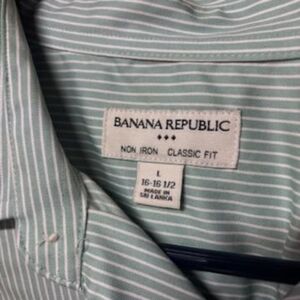 BANANA REPUBLIC
NON IRON CLASSIC FIT
L
16-16 1/2
MADE IN
SRI LANKA